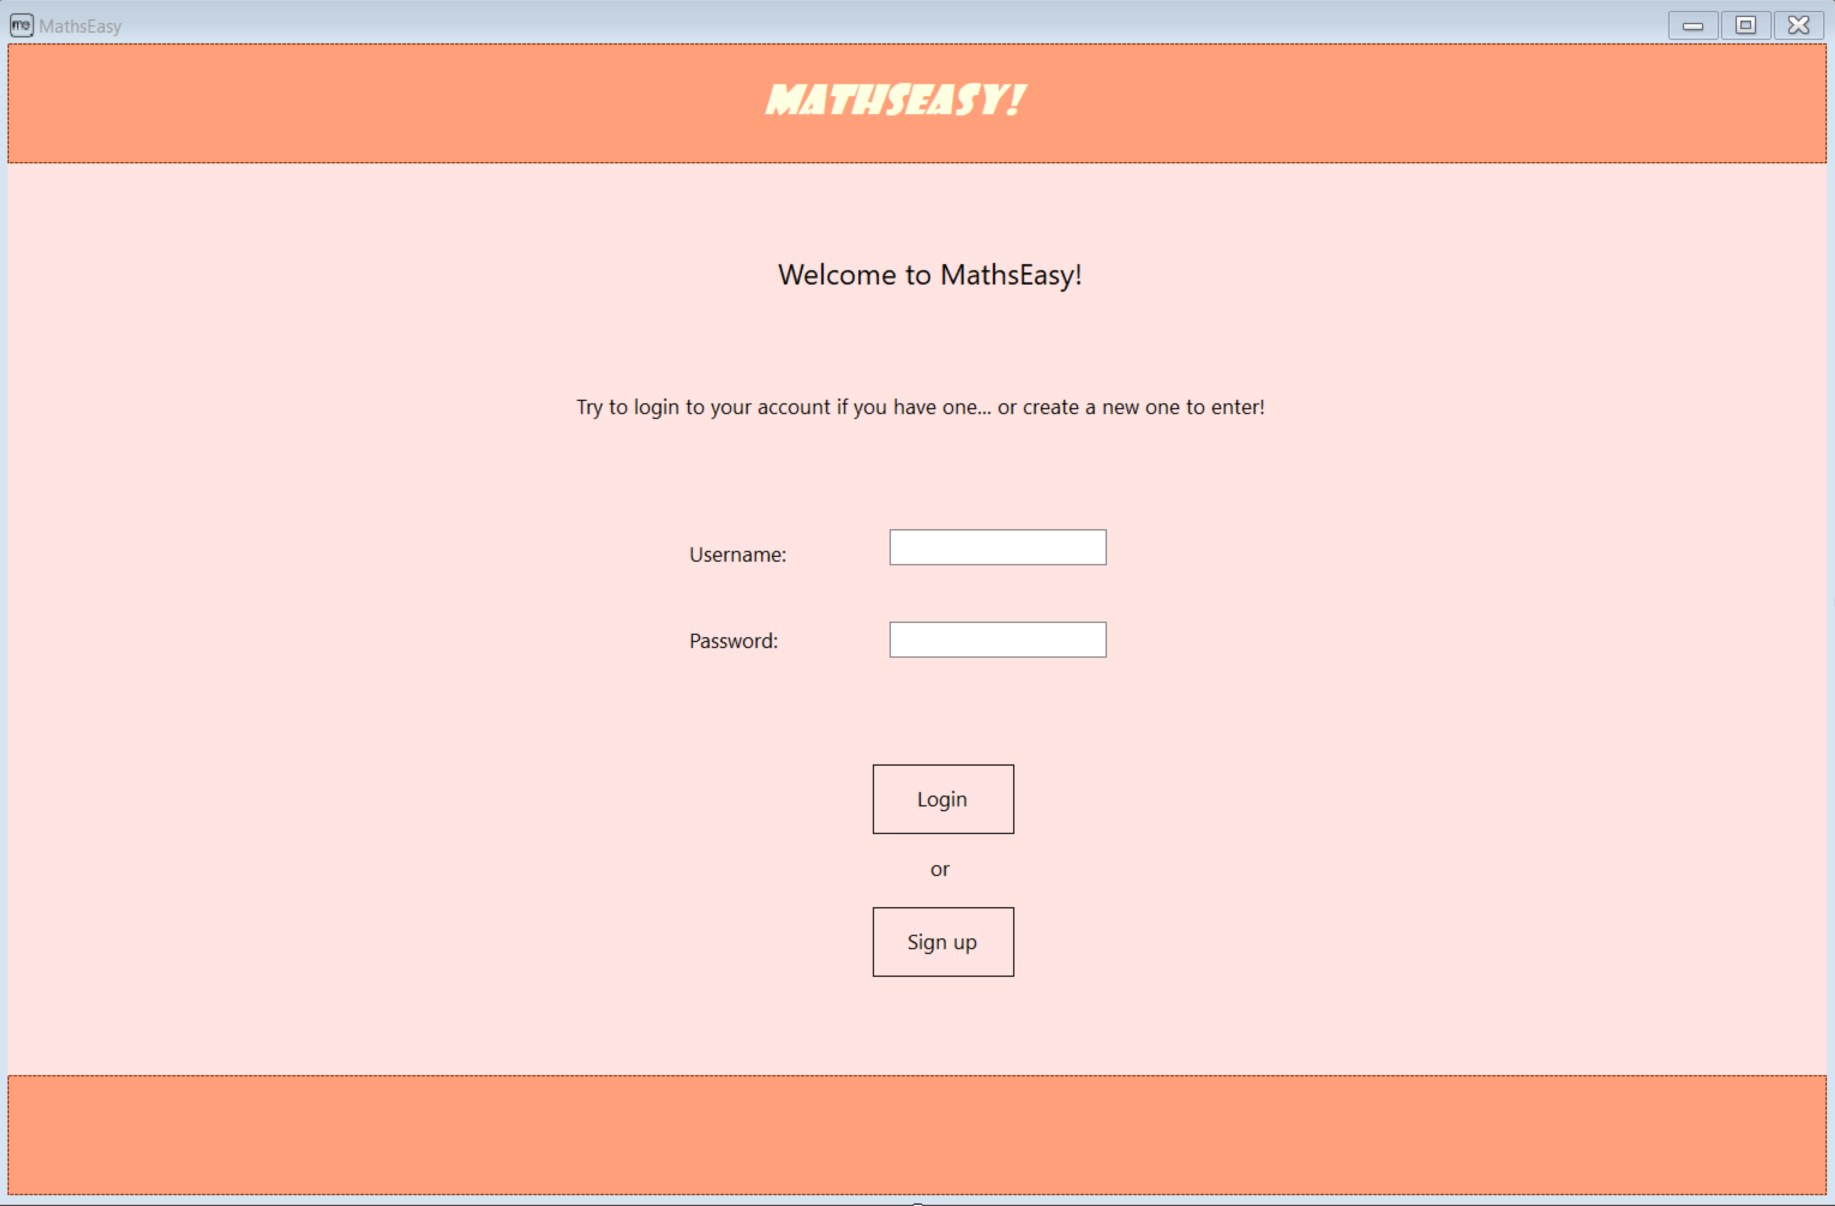 me MathsEasy
MATHSEASY!
Welcome to MathsEasy!
Try to login to your account if you have one... or create a new one to enter!
Username:
Password:
Login
or
Sign up